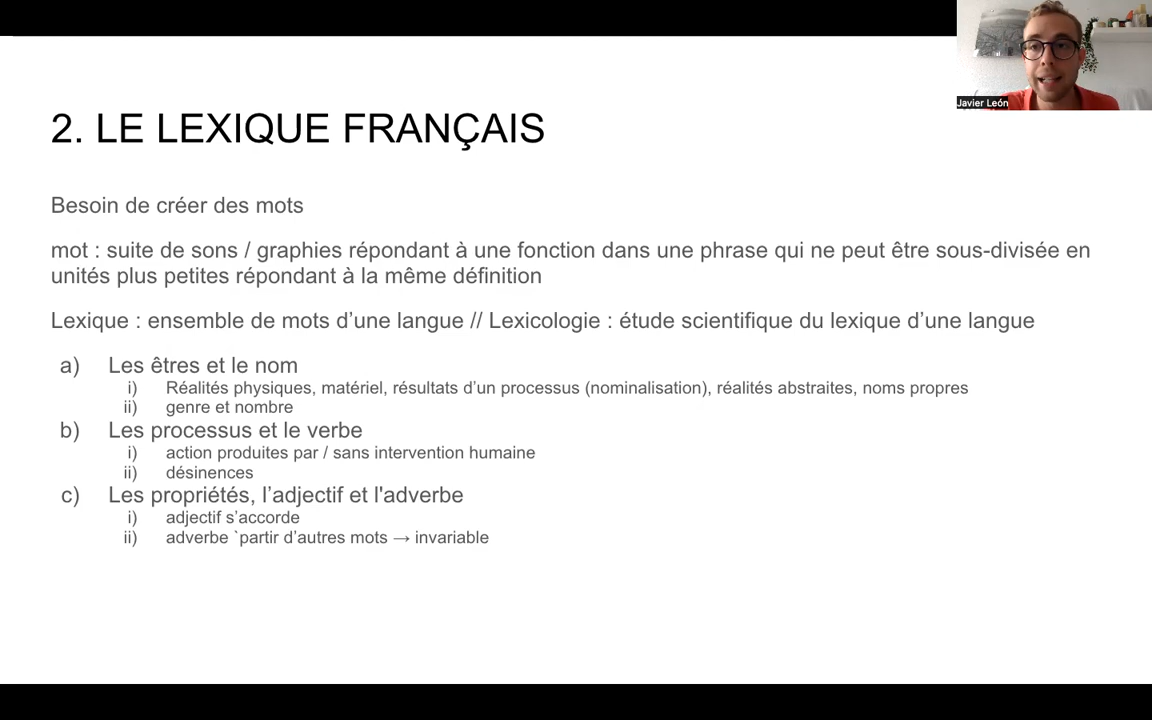 Javier León
2. LE LEXIQUE FRANÇAIS
Besoin de créer des mots
mot : suite de sons / graphies répondant à une fonction dans une phrase qui ne peut être sous-divisée en
unités plus petites répondant à la même définition
Lexique : ensemble de mots d’une langue // Lexicologie : étude scientifique du lexique d’une langue
a) Les êtres et le nom
i) Réalités physiques, matériel, résultats d’un processus (nominalisation), réalités abstraites, noms propres
ii) genre et nombre
b) Les processus et le verbe
i) action produites par / sans intervention humaine
ii) désinences
c) Les propriétés, l’adjectif et l'adverbe
i) adjectif s’accorde
ii) adverbe `partir d’autres mots → invariable